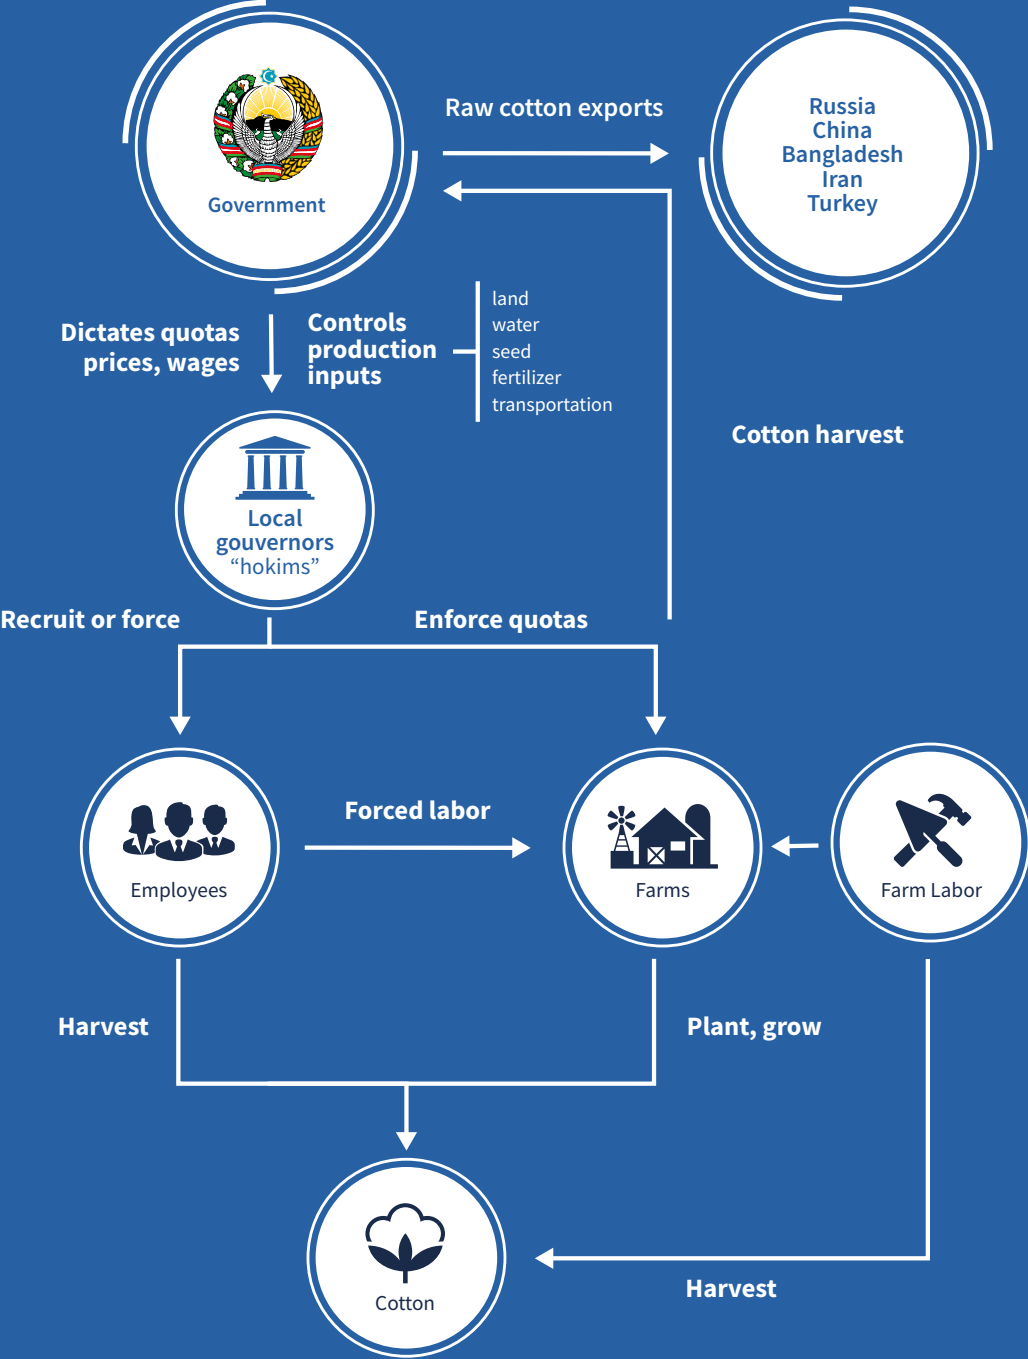 Raw cotton exports
Government
Russia
China
Bangladesh
Iran
Turkey
Dictates quotas
prices, wages
Controls
production
inputs
land
water
seed
fertilizer
transportation
Cotton harvest
Local
gouvernors
“hokims”
Recruit or force
Enforce quotas
Forced labor
Employees
Farms
Farm Labor
Harvest
Plant, grow
Cotton
Harvest